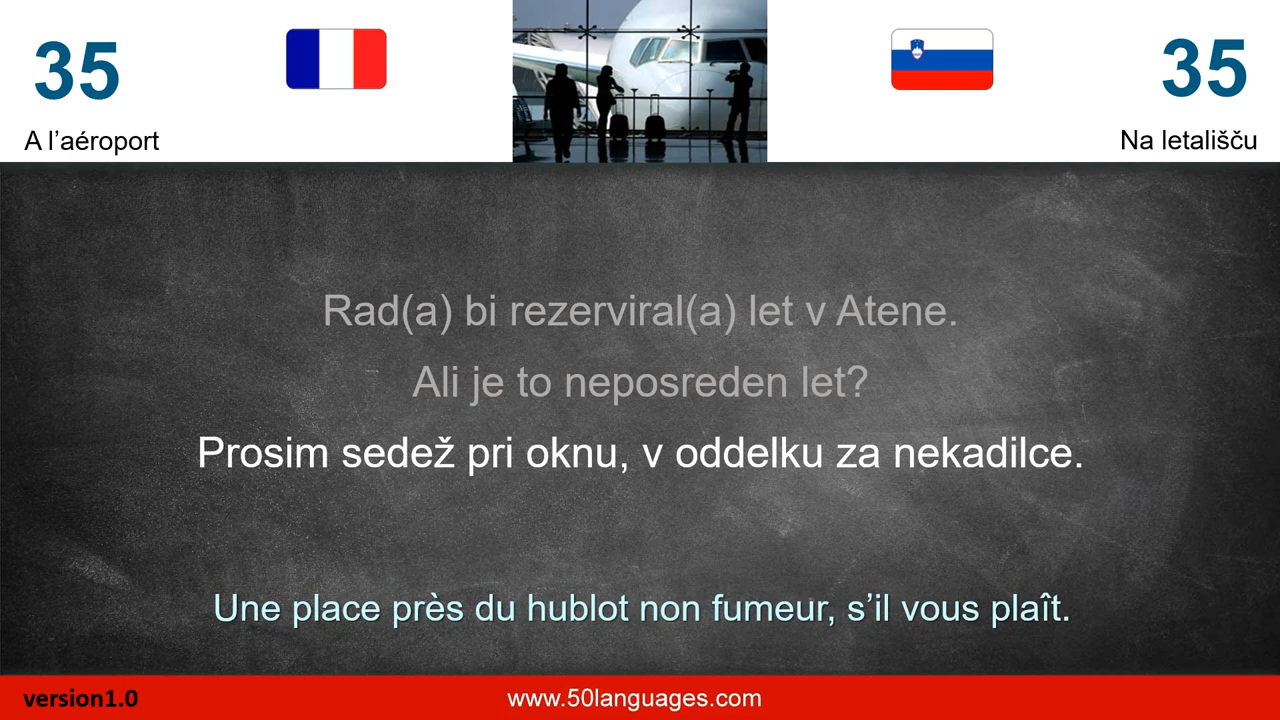 35
35
A l’aéroport
Na letališču
Rad(a) bi rezerviral(a) let v Atene.
Ali je to neposreden let?
Prosim sedež pri oknu, v oddelku za nekadilce.
Une place près du hublot non fumeur, s’il vous plaît.
version1.0
www.50languages.com